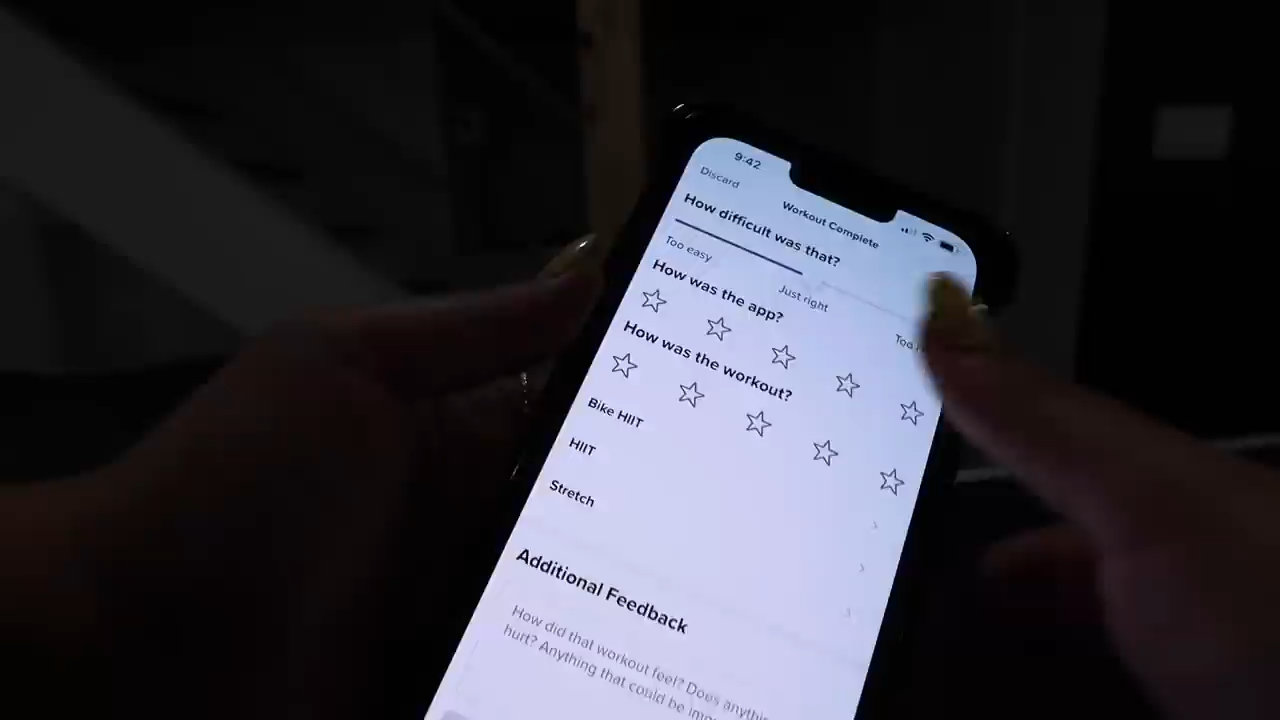 9:42
Discard
Workout Complete
How difficult was that?
Too easy
Just right
Too
How was the app?
How was the workout?
Bike HIIT
HIIT
Stretch
Additional Feedback
How did that workout feel? Does
hurt? Anything that could be